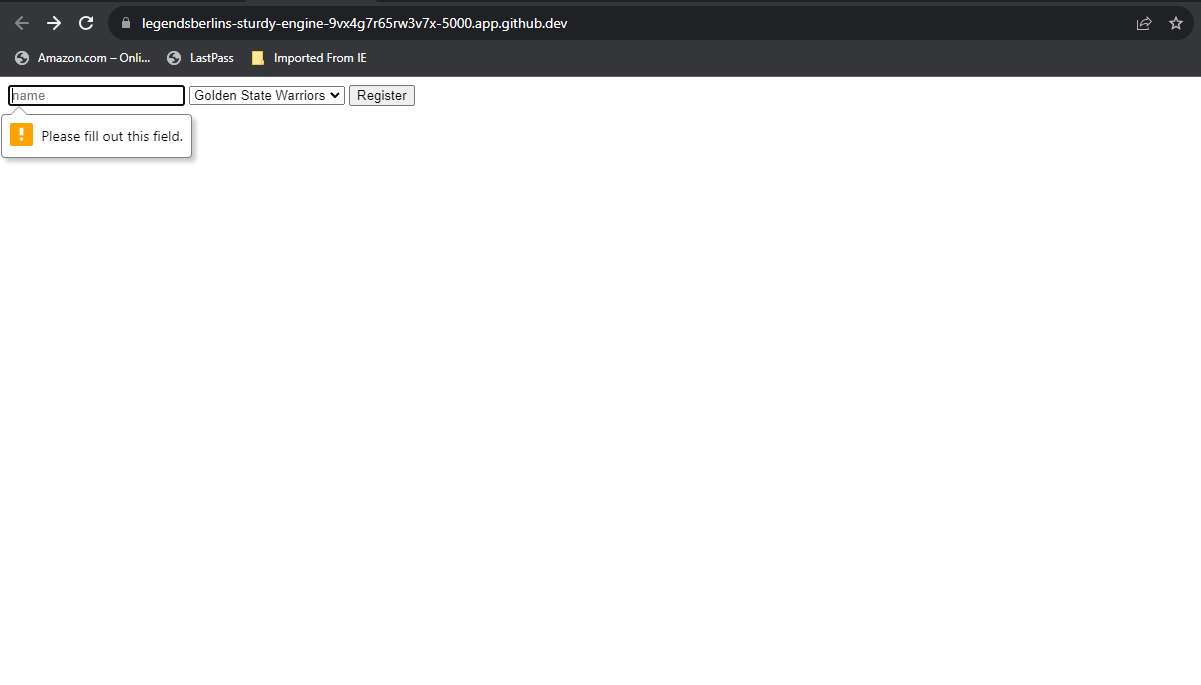 legendsberlins-sturdy-engine-9vx4g7r65rw3v7x-5000.app.github.dev
Amazon.com – Onli... LastPass Imported From IE
name Golden State Warriors Register
! Please fill out this field.